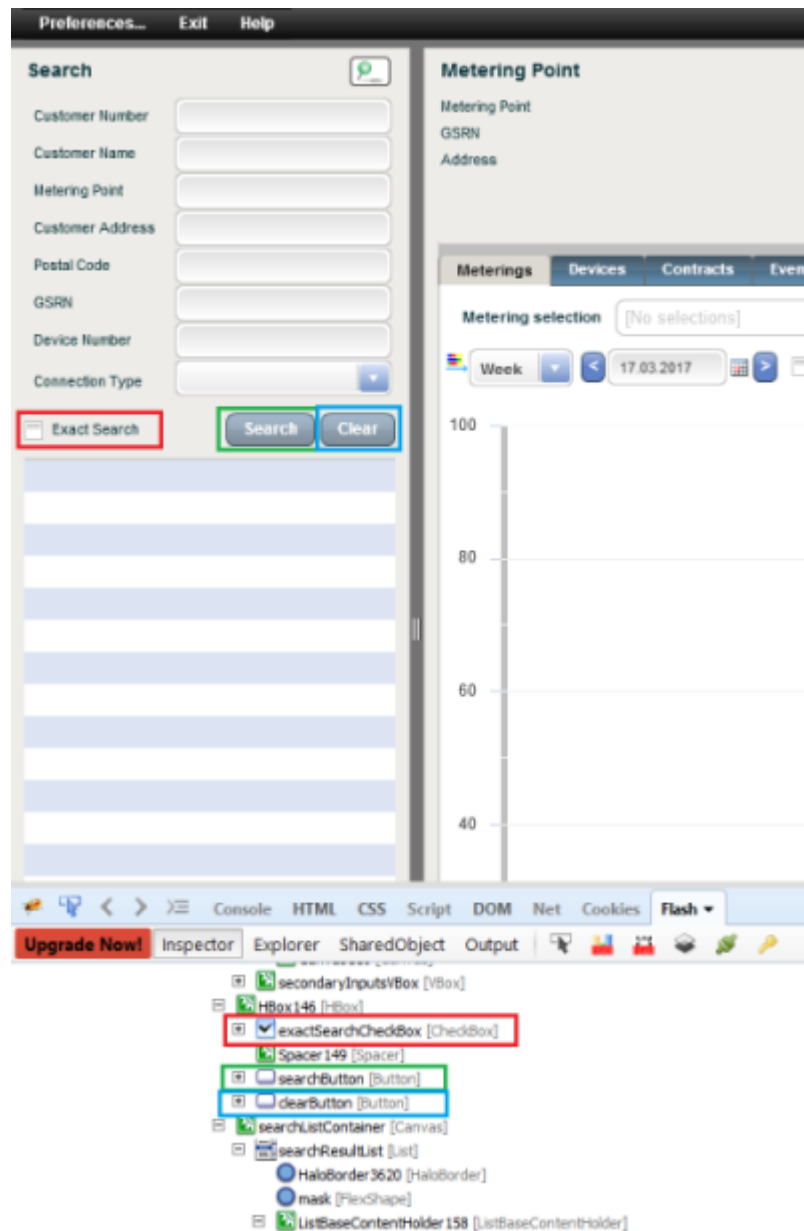 Preferences... Exit Help
Search
Customer Number
Customer Name
Metering Point
Customer Address
Postal Code
GSRN
Device Number
Connection Type
Exact Search Search Clear
Metering Point
Metering Point
GSRN
Address
Meterings Devices Contracts Even
Metering selection [No selections]
Week < 17.03.2017 >
100
80
60
40
Console HTML CSS Script DOM Net Cookies Flash
Upgrade Now! Inspector Explorer SharedObject Output
secondaryInputsVBox [VBox]
HBox146 [HBox]
exactSearchCheckBox [CheckBox]
Spacer149 [Spacer]
searchButton [Button]
clearButton [Button]
searchListContainer [Canvas]
searchResultList [List]
HaloBorder3620 [HaloBorder]
mask [FlexShape]
ListBaseContentHolder158 [ListBaseContentHolder]